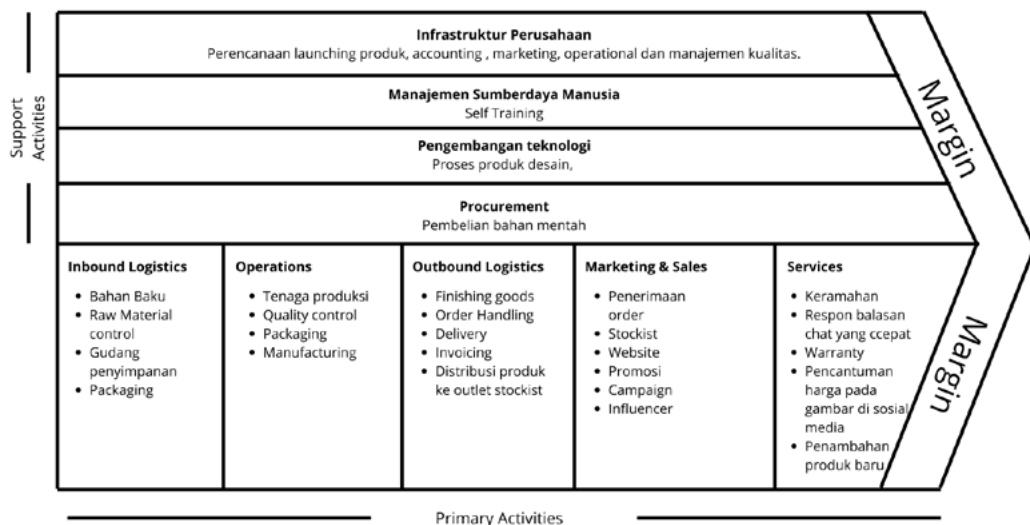 Infrastruktur Perusahaan
Perencanaan launching produk, accounting , marketing, operational dan manajemen kualitas.
Manajemen Sumberdaya Manusia
Self Training
Pengembangan teknologi
Proses produk desain,
Procurement
Pembelian bahan mentah
Support
Activities
Margin
Margin
Inbound Logistics
• Bahan Baku
• Raw Material
control
• Gudang
penyimpanan
• Packaging
Operations
• Tenaga produksi
• Quality control
• Packaging
• Manufacturing
Outbound Logistics
• Finishing goods
• Order Handling
• Delivery
• Invoicing
• Distribusi produk
ke outlet stockist
Marketing & Sales
• Penerimaan
order
• Stockist
• Website
• Promosi
• Campaign
• Influencer
Services
• Keramahan
• Respon balasan
chat yang ccepat
• Warranty
• Pencantuman
harga pada
gambar di sosial
media
• Penambahan
produk baru
Primary Activities